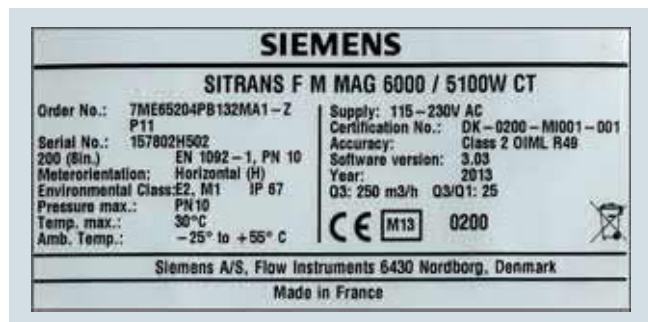 SIEMENS
SITRANS F M MAG 6000 / 5100W CT
Order No.: 7ME65204PB132MA1-Z
P11
Serial No.: 157802H502
200 (8in.) EN 1092-1, PN 10
Meterorientation: Horizontal (H)
Environmental Class:E2, M1 IP 67
Pressure max.: PN10
Temp. max.: 30°C
Amb. Temp.: -25° to +55° C
Supply: 115-230V AC
Certification No.: DK-0200-MI001-001
Accuracy: Class 2 OIML R49
Software version: 3.03
Year: 2013
Q3: 250 m3/h Q3/Q1: 25
CE M13 0200
Siemens A/S, Flow Instruments 6430 Nordborg, Denmark
Made in France